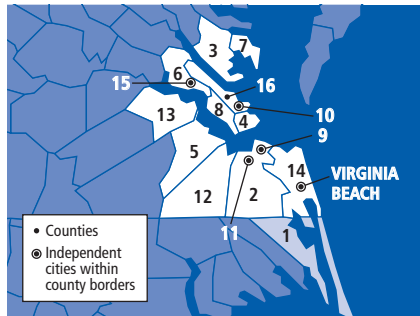 7
3
6
16
15
8
10
13
4
9
5
14
VIRGINIA
BEACH
12
2
11
1
• Counties
Independent
cities within
county borders